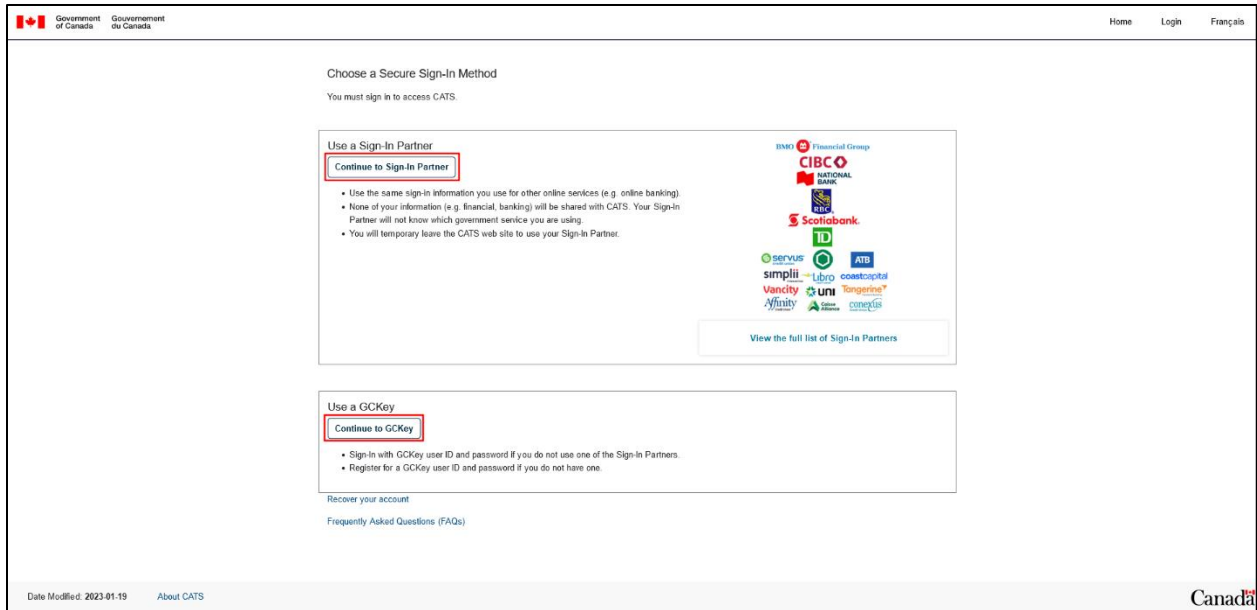 Government of Canada Gouvernement du Canada
Home Login Français
Choose a Secure Sign-In Method
You must sign in to access CATS.
Use a Sign-In Partner
Continue to Sign-In Partner
• Use the same sign-in information you use for other online services (e.g. online banking).
• None of your information (e.g. financial, banking) will be shared with CATS. Your Sign-In
Partner will not know which government service you are using.
• You will temporary leave the CATS web site to use your Sign-In Partner.
BMO Financial Group
CIBC
NATIONAL
BANK
RBC
Scotiabank.
TD
servus ATB
simplii Libro coastcapital
Vancity uni Tangerine
Affinity conexus
View the full list of Sign-In Partners
Use a GCKey
Continue to GCKey
• Sign-In with GCKey user ID and password if you do not use one of the Sign-In Partners.
• Register for a GCKey user ID and password if you do not have one.
Recover your account
Frequently Asked Questions (FAQs)
Date Modified: 2023-01-19 About CATS
Canada